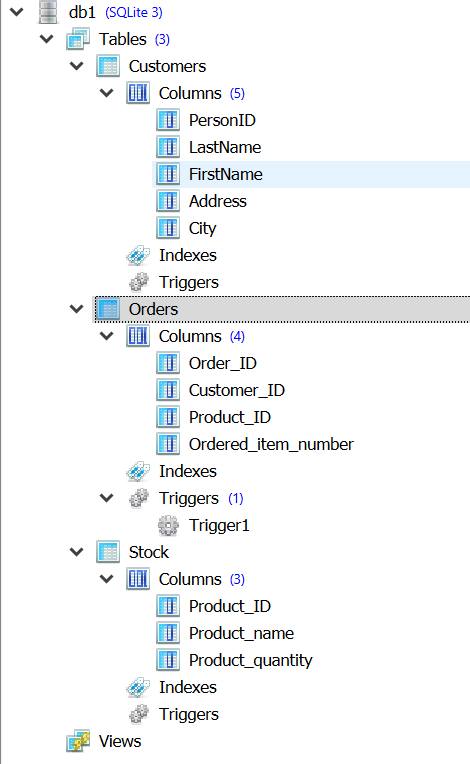 db1 (SQLite 3)
Tables (3)
Customers
Columns (5)
PersonID
LastName
FirstName
Address
City
Indexes
Triggers
Orders
Columns (4)
Order_ID
Customer_ID
Product_ID
Ordered_item_number
Indexes
Triggers (1)
Trigger1
Stock
Columns (3)
Product_ID
Product_name
Product_quantity
Indexes
Triggers
Views